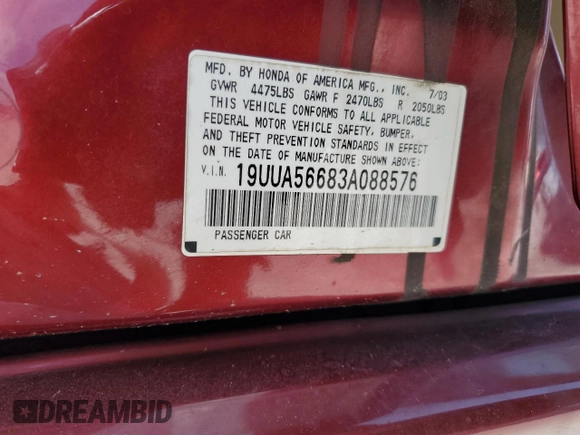 MFD. BY HONDA OF AMERICA MFG., INC. 7/03
GVWR 4475LBS GAWR F 2470LBS R 2050LBS
THIS VEHICLE CONFORMS TO ALL APPLICABLE
FEDERAL MOTOR VEHICLE SAFETY, BUMPER,
AND THEFT PREVENTION STANDARDS IN EFFECT
ON THE DATE OF MANUFACTURE SHOWN ABOVE:
V.I.N. 19UUA56683A088576
PASSENGER CAR
DREAMBID